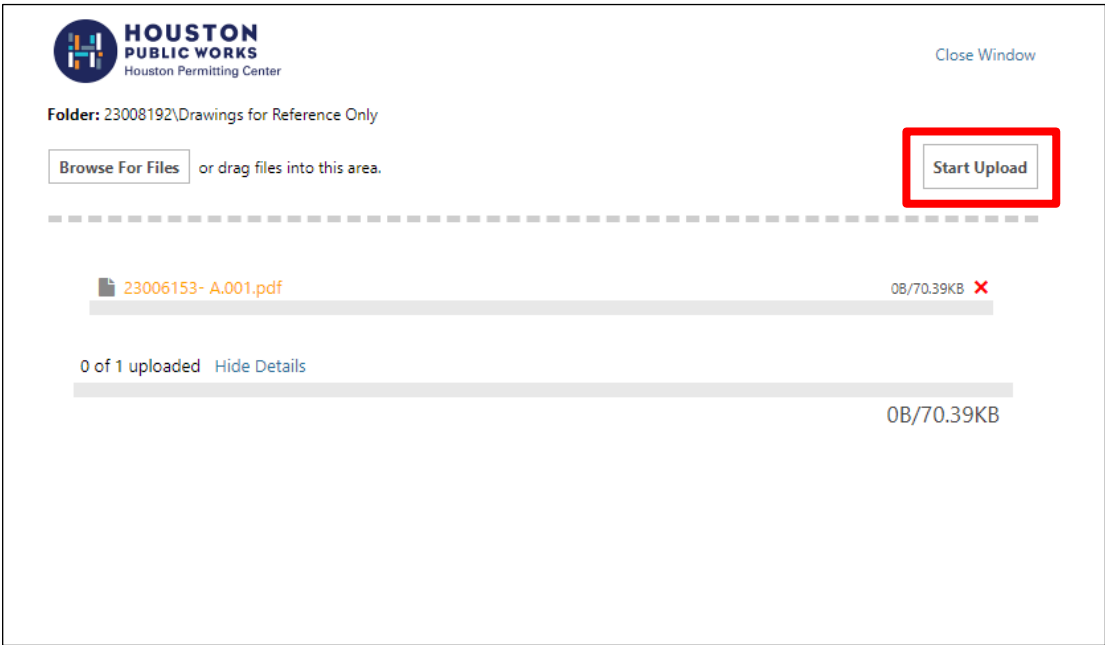 HOUSTON
PUBLIC WORKS
Houston Permitting Center
Close Window
Folder: 23008192\Drawings for Reference Only
Browse For Files or drag files into this area.
Start Upload
23006153- A.001.pdf
0B/70.39KB
0 of 1 uploaded Hide Details
0B/70.39KB